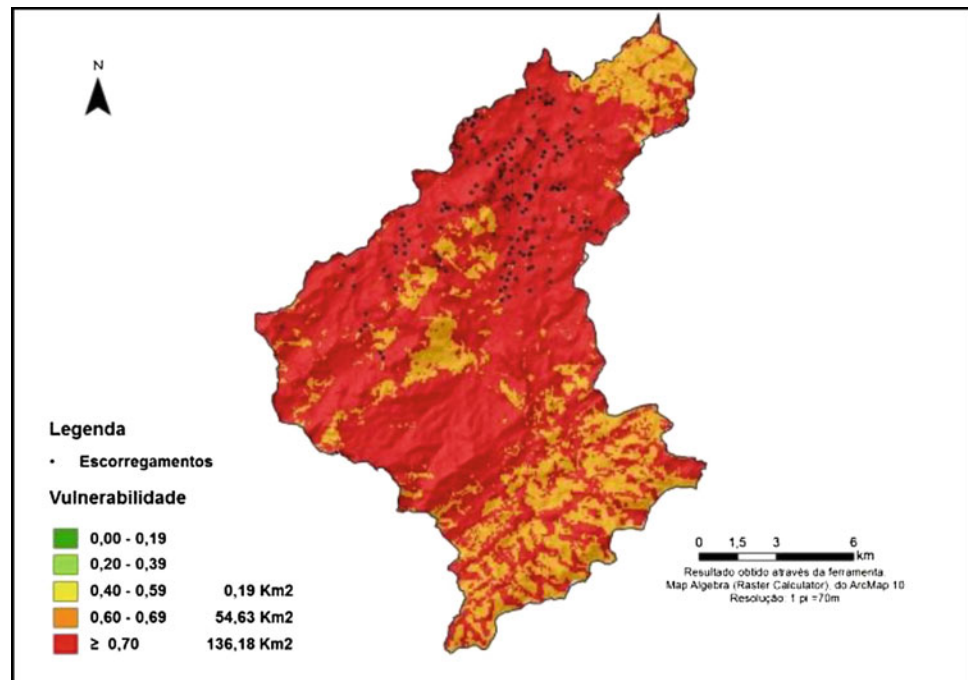 N
Legenda
Escorregamentos
Vulnerabilidade
0,00 - 0,19
0,20 - 0,39
0,40 - 0,59 0,19 Km2
0,60 - 0,69 54,63 Km2
≥ 0,70 136,18 Km2
0 1,5 3 6
km
Resultado obtido através da ferramenta
Map Algebra (Raster Calculator), do ArcMap 10
Resolução: 1 pi =70m